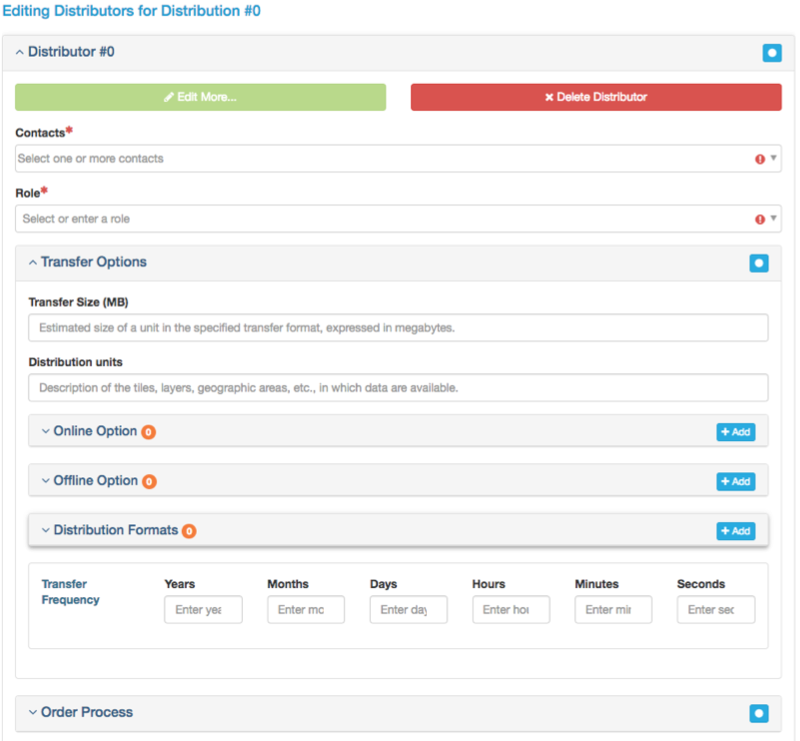 Editing Distributors for Distribution #0
Distributor #0
Edit More...
Delete Distributor
Contacts*
Select one or more contacts
Role*
Select or enter a role
Transfer Options
Transfer Size (MB)
Estimated size of a unit in the specified transfer format, expressed in megabytes.
Distribution units
Description of the tiles, layers, geographic areas, etc., in which data are available.
Online Option 0
+ Add
Offline Option 0
+ Add
Distribution Formats 0
+ Add
Transfer Frequency
Years Months Days Hours Minutes Seconds
Enter yea Enter mo Enter day Enter hou Enter min Enter sec
Order Process